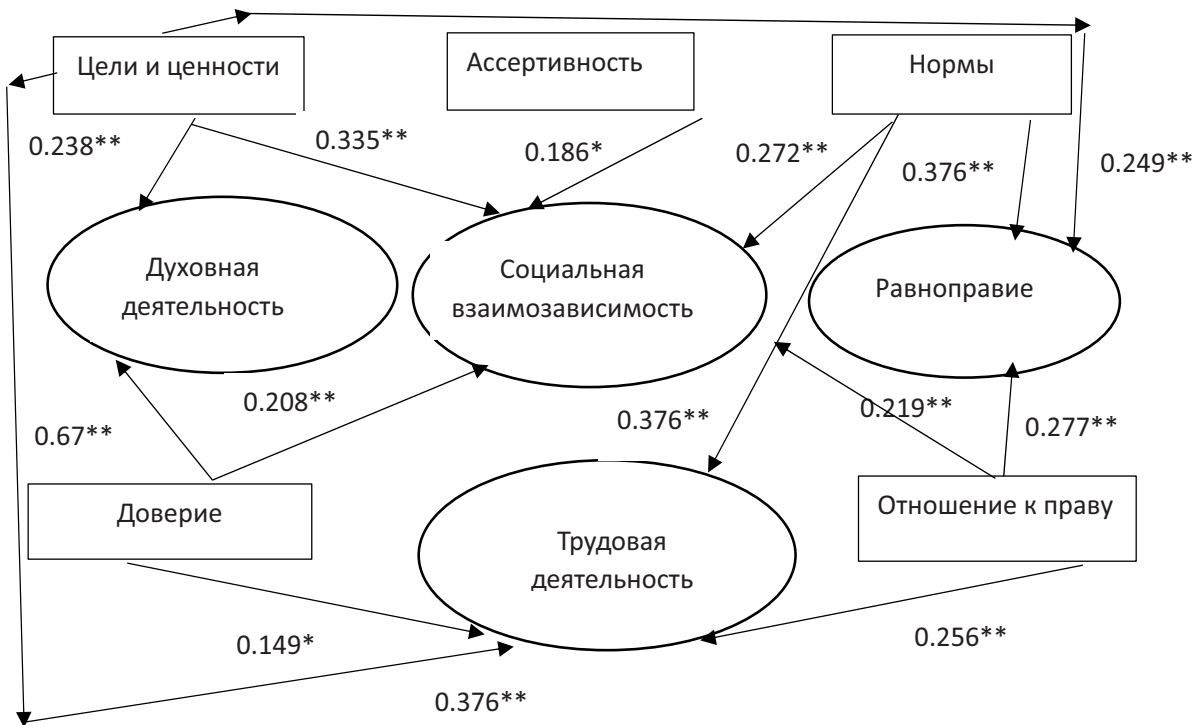 Цели и ценности
Ассертивность
Нормы
0.238**
0.335**
0.186*
0.272**
0.376**
0.249**
Духовная
деятельность
Социальная
взаимозависимость
Равноправие
0.67**
0.208**
0.376**
0.219**
0.277**
Доверие
Отношение к праву
Трудовая
деятельность
0.149*
0.256**
0.376**